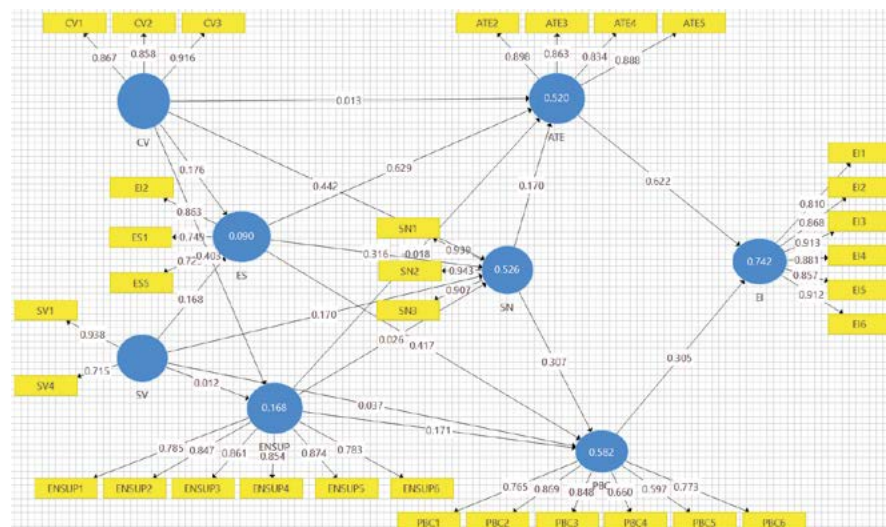 CV1 CV2 CV3 ATE2 ATE3 ATE4 ATE5
0.867 0.858 0.916 0.898 0.863 0.834 0.888
0.520
0.013
CV ATE
0.176 0.629 0.442 0.170 0.622
EI2
0.863
ES1 0.745
ES5
0.403
0.090
ES
0.168
0.316 0.018
SN1 0.939
SN2 0.943
SN3 0.907
0.526
SN
EI1
EI2
EI3
EI4
EI5
EI6
0.810
0.868
0.913
0.881
0.857
0.912
0.742
EI
0.170
0.026 0.417
0.307 0.305
SV1
0.938
SV4 0.715
SV
0.012
0.168
ENSUP
0.037
0.171
0.582
PBC
0.785 0.847 0.861 0.854 0.874 0.783
ENSUP1 ENSUP2 ENSUP3 ENSUP4 ENSUP5 ENSUP6
0.765 0.869 0.848 0.660 0.597 0.773
PBC1 PBC2 PBC3 PBC4 PBC5 PBC6